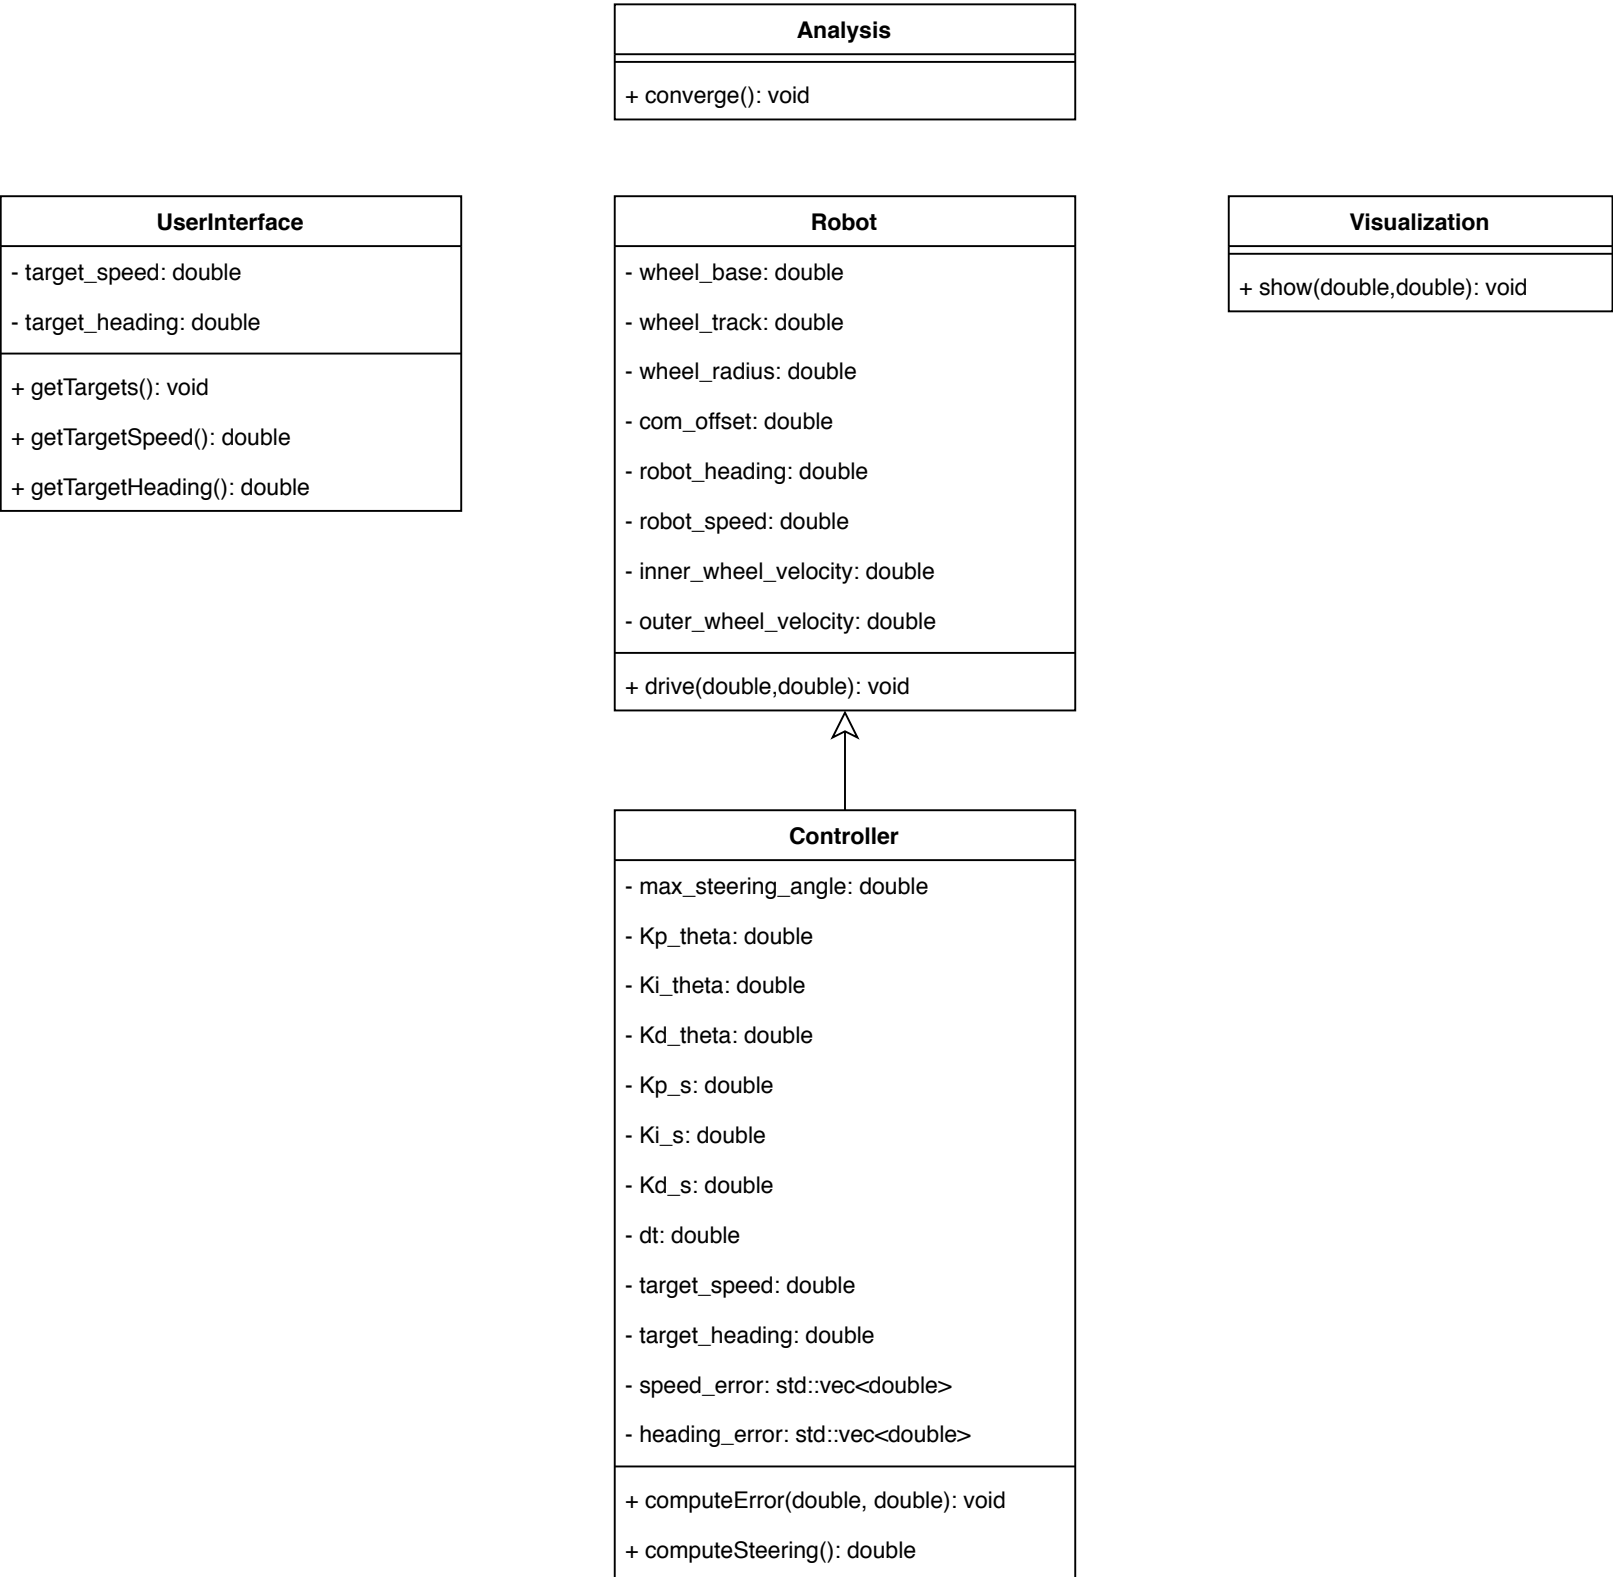 Analysis
+ converge(): void
UserInterface
- target_speed: double
- target_heading: double
+ getTargets(): void
+ getTargetSpeed(): double
+ getTargetHeading(): double
Robot
- wheel_base: double
- wheel_track: double
- wheel_radius: double
- com_offset: double
- robot_heading: double
- robot_speed: double
- inner_wheel_velocity: double
- outer_wheel_velocity: double
+ drive(double,double): void
Visualization
+ show(double,double): void
Controller
- max_steering_angle: double
- Kp_theta: double
- Ki_theta: double
- Kd_theta: double
- Kp_s: double
- Ki_s: double
- Kd_s: double
- dt: double
- target_speed: double
- target_heading: double
- speed_error: std::vec<double>
- heading_error: std::vec<double>
+ computeError(double, double): void
+ computeSteering(): double